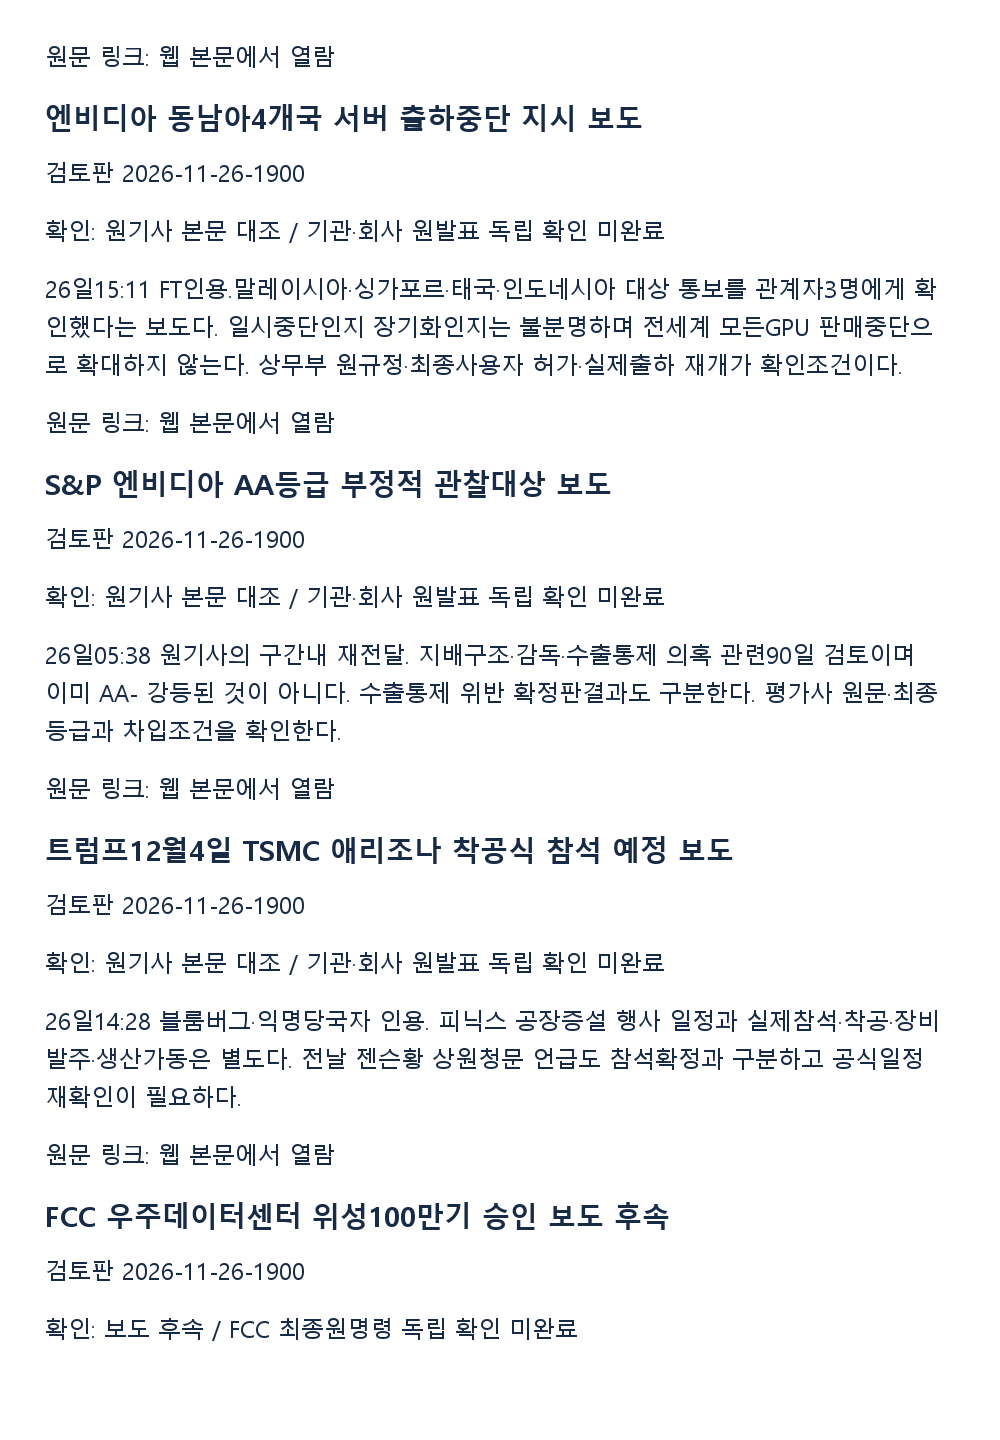 원문 링크: 웹 본문에서 열람
엔비디아 동남아4개국 서버 출하중단 지시 보도
검토판 2026-11-26-1900
확인: 원기사 본문 대조 / 기관·회사 원발표 독립 확인 미완료
26일15:11 FT인용.말레이시아·싱가포르·태국·인도네시아 대상 통보를 관계자3명에게 확
인했다는 보도다. 일시중단인지 장기화인지는 불분명하며 전세계 모든GPU 판매중단으
로 확대하지 않는다. 상무부 원규정·최종사용자 허가·실제출하 재개가 확인조건이다.
원문 링크: 웹 본문에서 열람
S&P 엔비디아 AA등급 부정적 관찰대상 보도
검토판 2026-11-26-1900
확인: 원기사 본문 대조 / 기관·회사 원발표 독립 확인 미완료
26일05:38 원기사의 구간내 재전달. 지배구조·감독·수출통제 의혹 관련90일 검토이며
이미 AA- 강등된 것이 아니다. 수출통제 위반 확정판결과도 구분한다. 평가사 원문·최종
등급과 차입조건을 확인한다.
원문 링크: 웹 본문에서 열람
트럼프12월4일 TSMC 애리조나 착공식 참석 예정 보도
검토판 2026-11-26-1900
확인: 원기사 본문 대조 / 기관·회사 원발표 독립 확인 미완료
26일14:28 블룸버그·익명당국자 인용. 피닉스 공장증설 행사 일정과 실제참석·착공·장비
발주·생산가동은 별도다. 전날 젠슨황 상원청문 언급도 참석확정과 구분하고 공식일정
재확인이 필요하다.
원문 링크: 웹 본문에서 열람
FCC 우주데이터센터 위성100만기 승인 보도 후속
검토판 2026-11-26-1900
확인: 보도 후속 / FCC 최종원명령 독립 확인 미완료